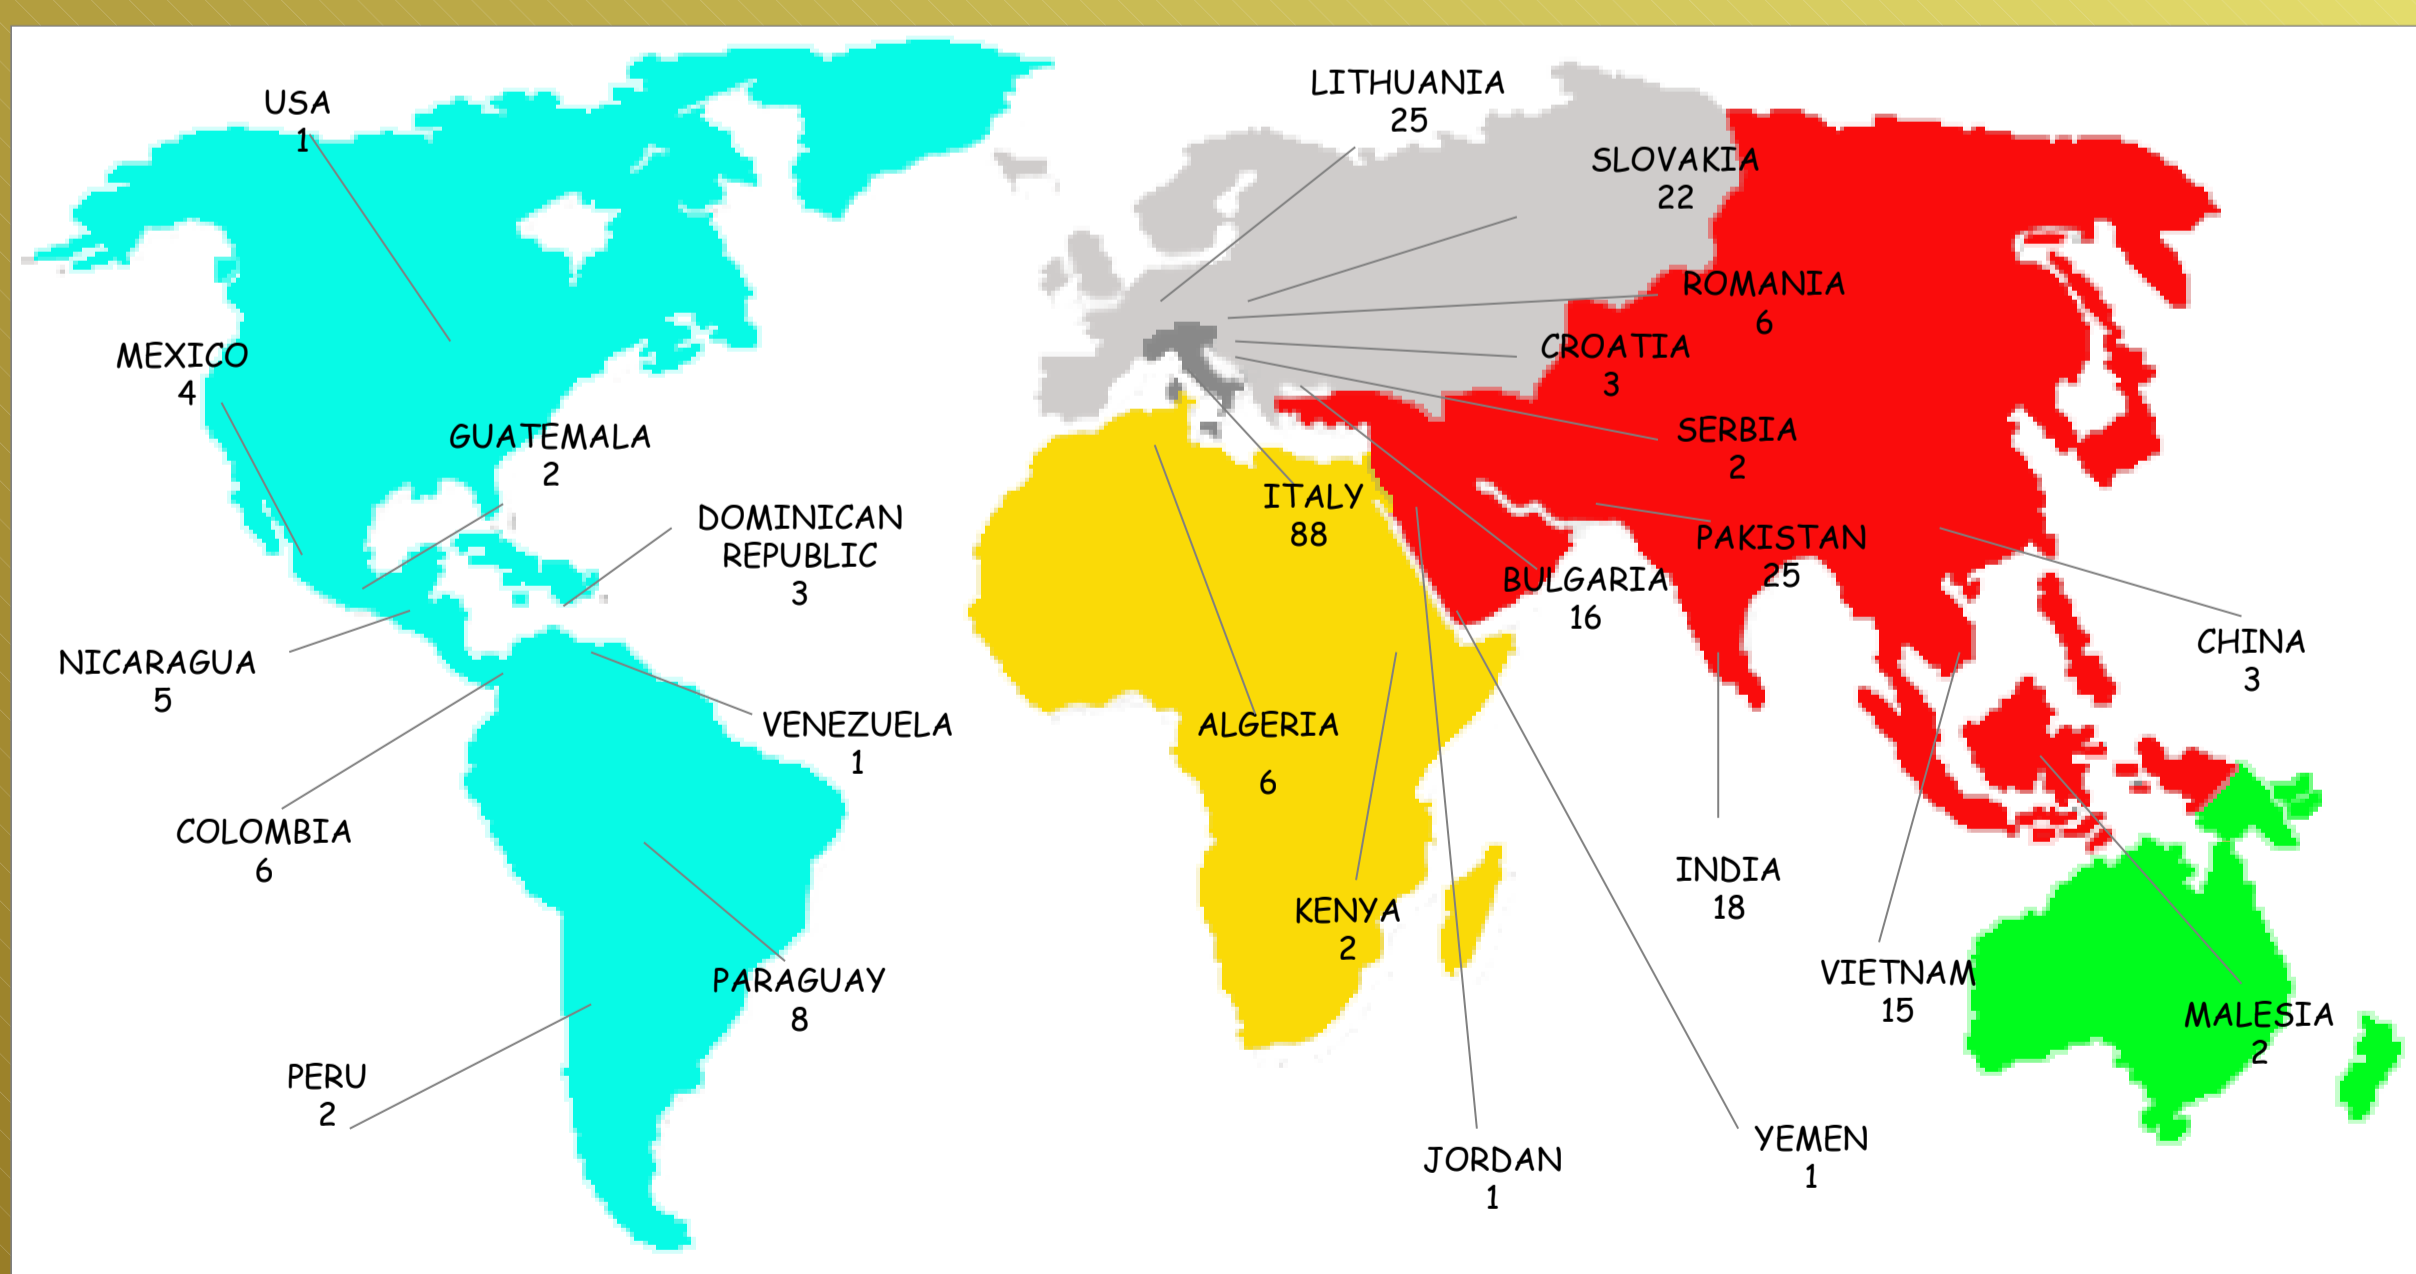 USA
1
LITHUANIA
25
SLOVAKIA
22
ROMANIA
6
MEXICO
4
CROATIA
3
GUATEMALA
2
SERBIA
2
ITALY
88
DOMINICAN
REPUBLIC
3
PAKISTAN
25
BULGARIA
16
CHINA
3
NICARAGUA
5
VENEZUELA
1
ALGERIA
6
COLOMBIA
6
INDIA
18
KENYA
2
PARAGUAY
8
VIETNAM
15
MALESIA
2
PERU
2
JORDAN
1
YEMEN
1